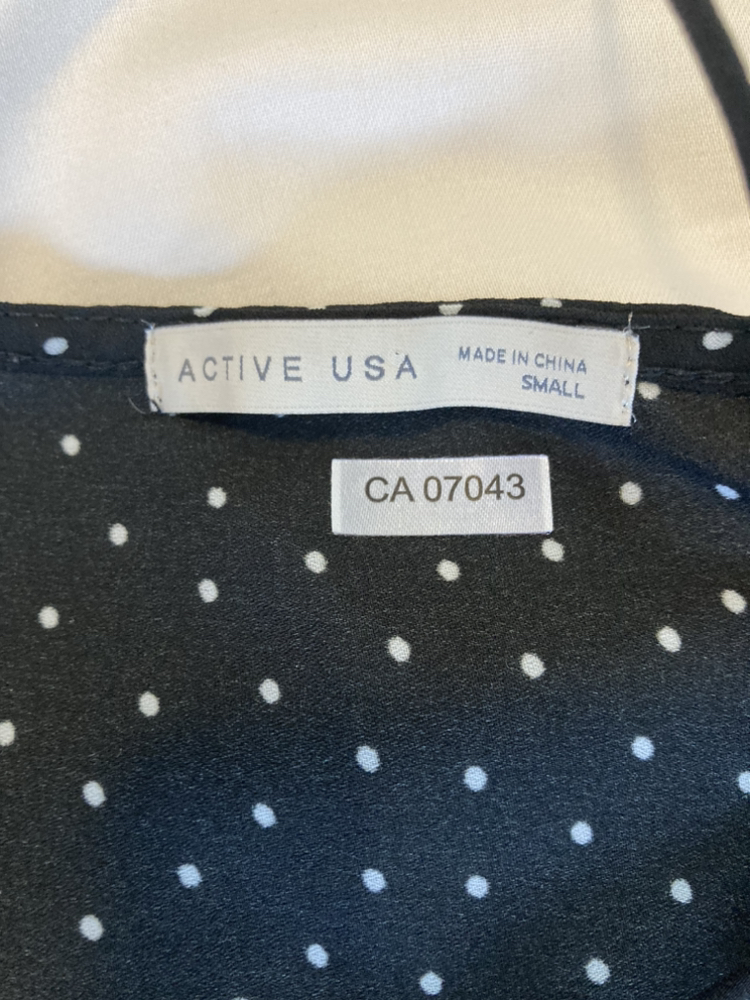 ACTIVE USA
MADE IN CHINA
SMALL
CA 07043